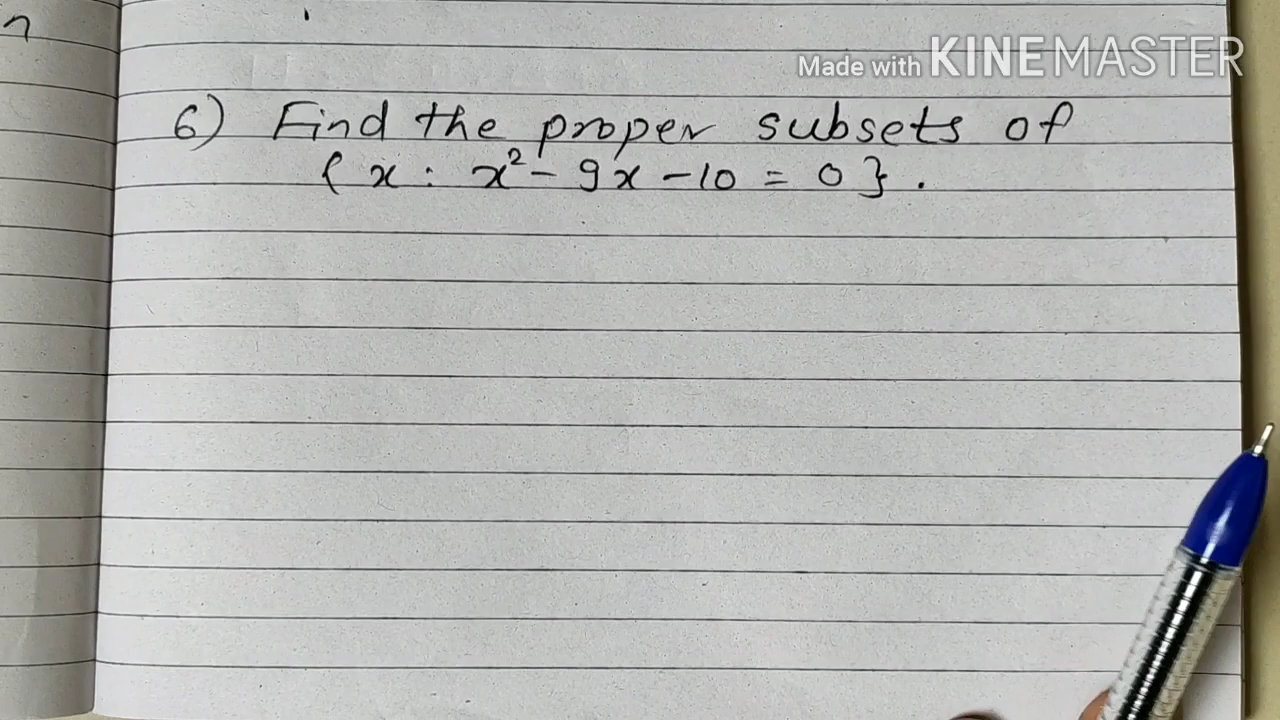 Made with KINEMASTER
6) Find the proper subsets of
{ x : x² - 9x - 10 = 0 } .